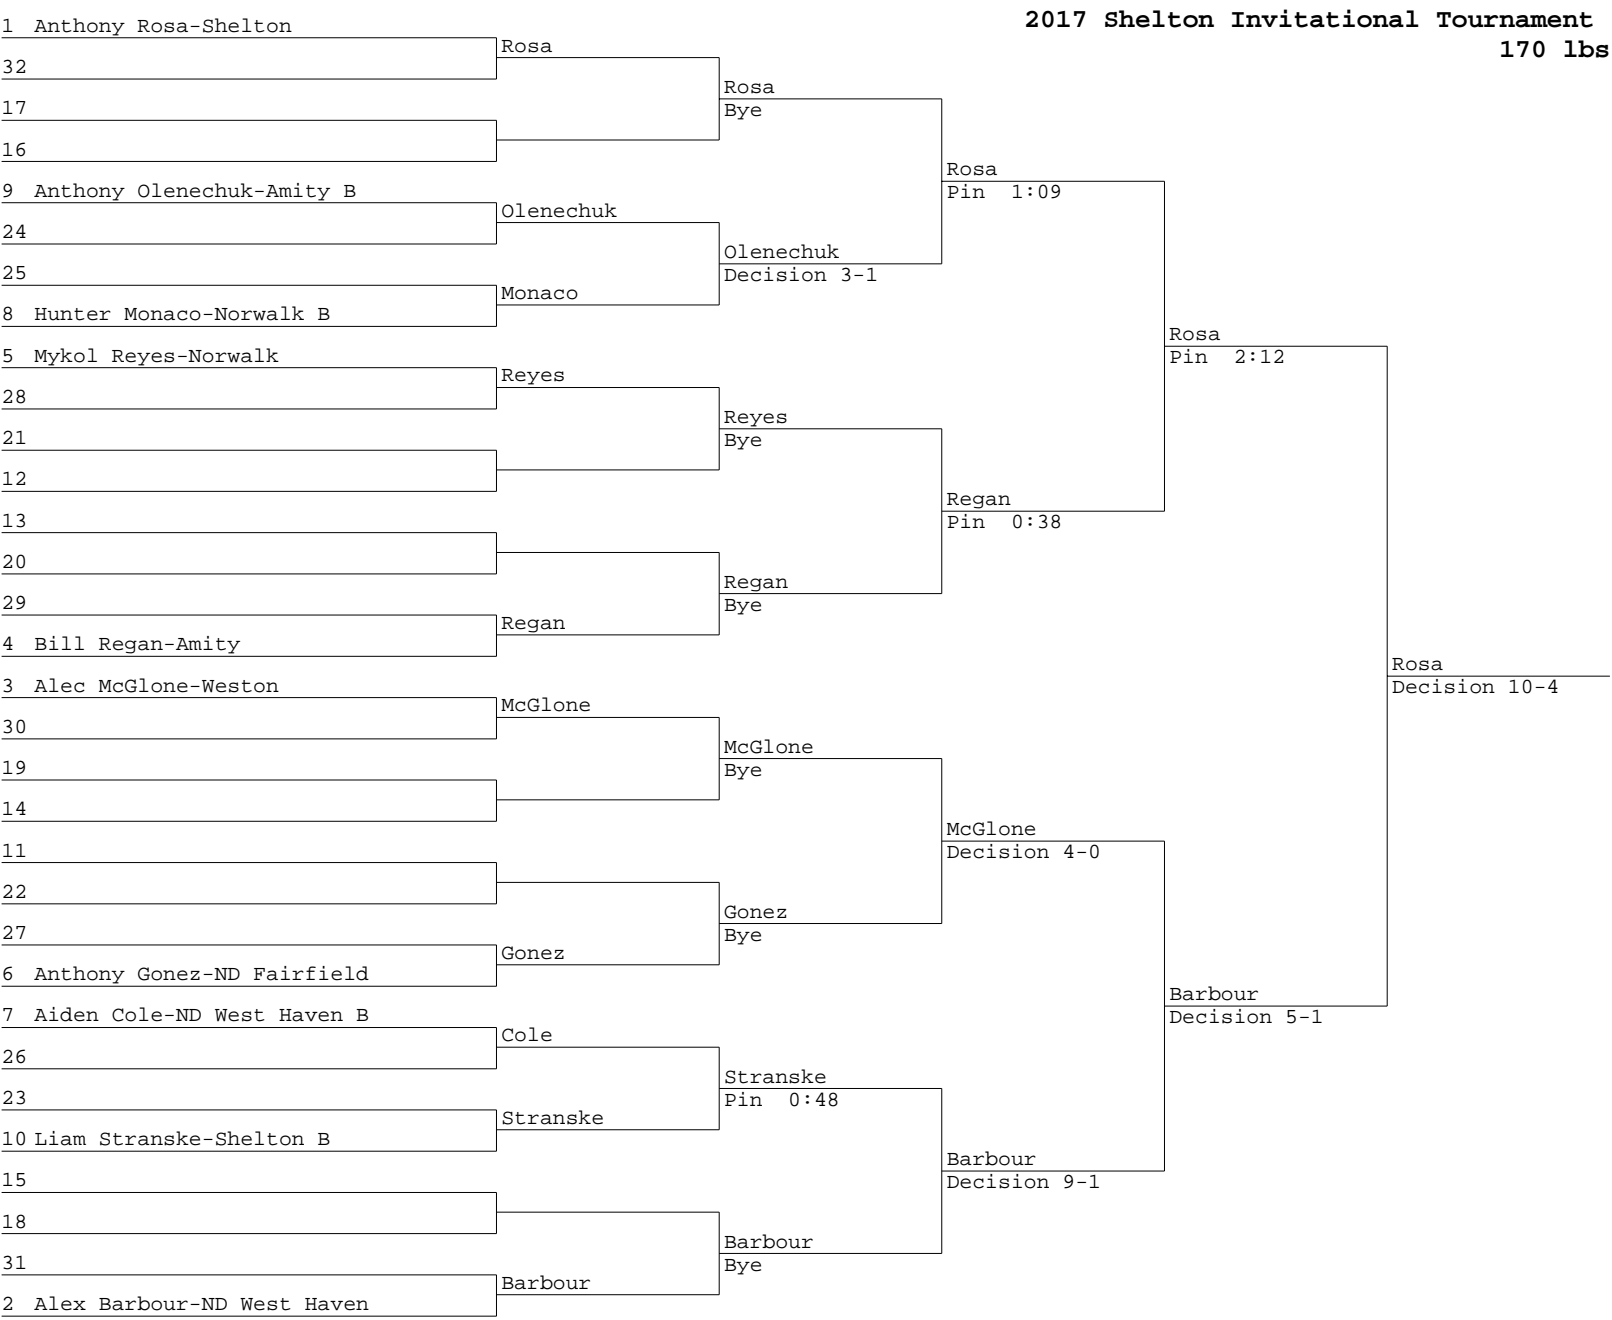 2017 Shelton Invitational Tournament
170 lbs
1 Anthony Rosa-Shelton
32
17
16
9 Anthony Olenechuk-Amity B
24
25
8 Hunter Monaco-Norwalk B
5 Mykol Reyes-Norwalk
28
21
12
13
20
29
4 Bill Regan-Amity
3 Alec McGlone-Weston
30
19
14
11
22
27
6 Anthony Gonez-ND Fairfield
7 Aiden Cole-ND West Haven B
26
23
10 Liam Stranske-Shelton B
15
18
31
2 Alex Barbour-ND West Haven
Rosa
Olenechuk
Monaco
Reyes
Regan
McGlone
Gonez
Cole
Stranske
Barbour
Rosa
Bye
Olenechuk
Decision 3-1
Reyes
Bye
Regan
Bye
McGlone
Bye
Gonez
Bye
Stranske
Pin 0:48
Barbour
Bye
Rosa
Pin 1:09
Regan
Pin 0:38
McGlone
Decision 4-0
Barbour
Decision 9-1
Rosa
Pin 2:12
Barbour
Decision 5-1
Rosa
Decision 10-4